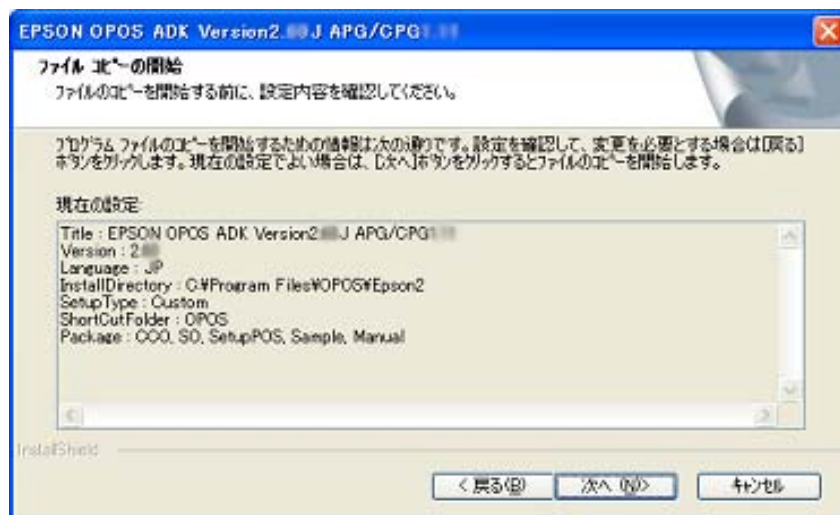 EPSON OPOS ADK Version2. J APG/CPG
ファイル コピーの開始
ファイルのコピーを開始する前に、設定内容を確認してください。
プログラム ファイルのコピーを開始するための情報は次の通りです。設定を確認して、変更を必要とする場合は[戻る]
ボタンをクリックします。現在の設定でよい場合は、[次へ]ボタンをクリックするとファイルのコピーを開始します。
現在の設定:
Title : EPSON OPOS ADK Version2. J APG/CPG
Version : 2.
Language : JP
InstallDirectory : C:¥Program Files¥OPOS¥Epson2
SetupType : Custom
ShortCutFolder : OPOS
Package : CCO, SO, SetupPOS, Sample, Manual
InstallShield
< 戻る(B)
次へ (N)>
キャンセル